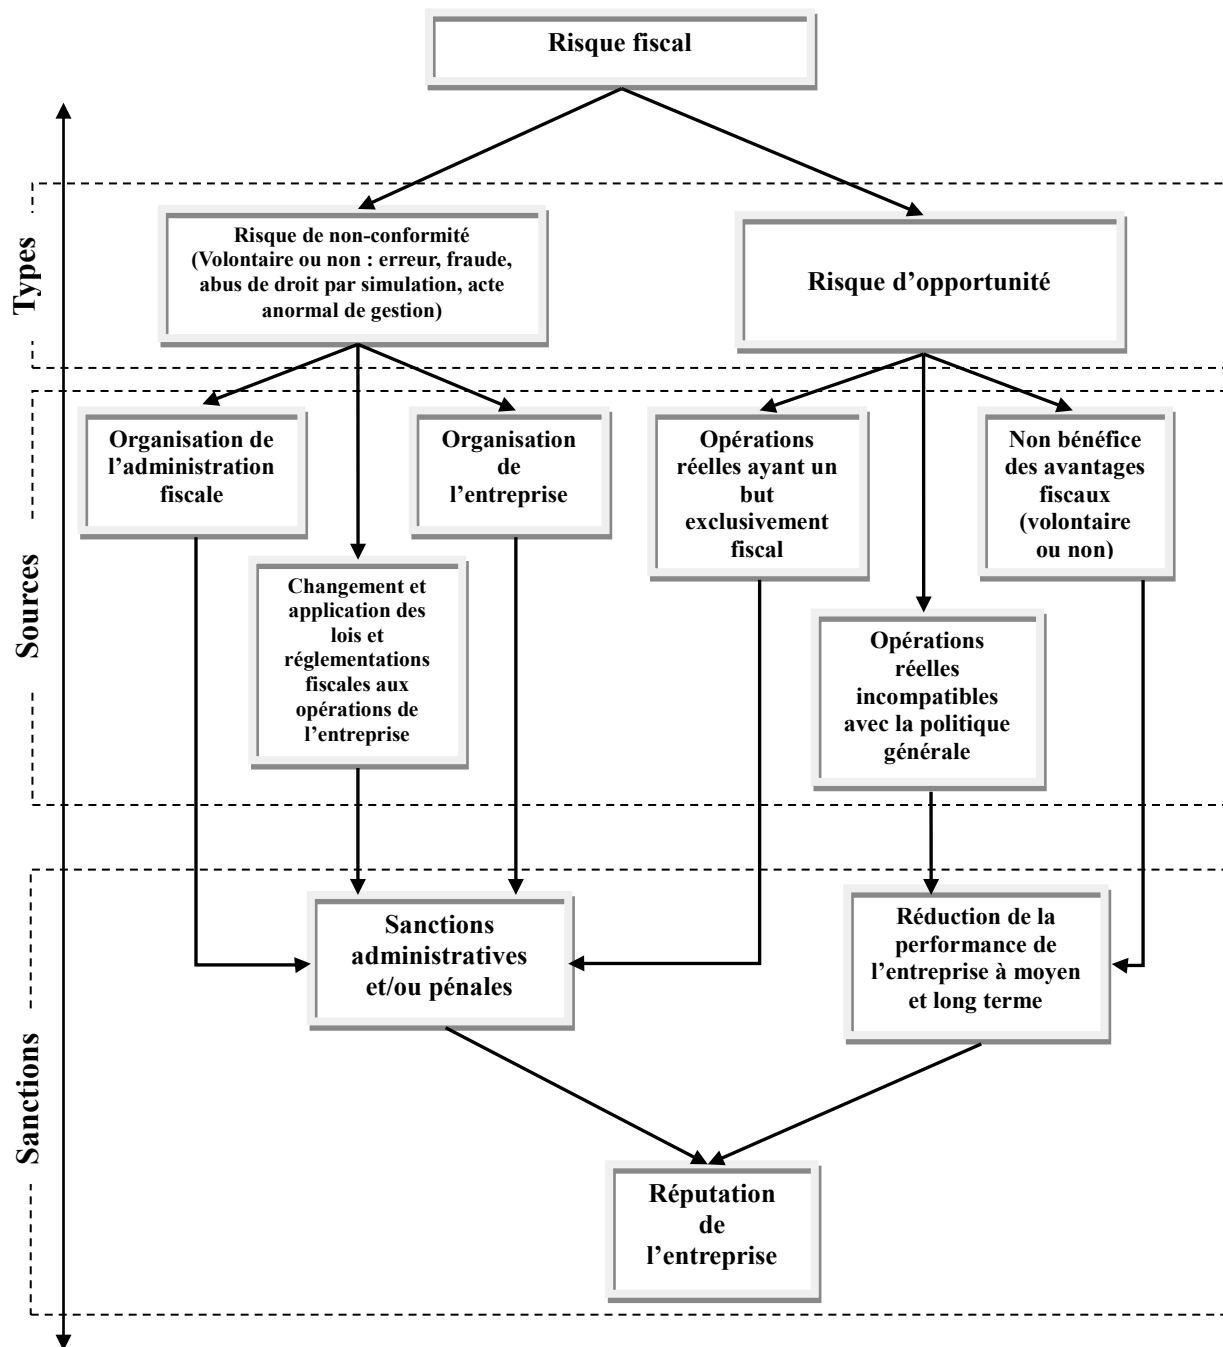 Risque fiscal
Types
Risque de non-conformité
(Volontaire ou non : erreur, fraude,
abus de droit par simulation, acte
anormal de gestion)
Risque d’opportunité
Sources
Organisation de
l’administration
fiscale
Organisation
de
l’entreprise
Opérations
réelles ayant un
but
exclusivement
fiscal
Non bénéfice
des avantages
fiscaux
(volontaire
ou non)
Changement et
application des
lois et
réglementations
fiscales aux
opérations de
l’entreprise
Opérations
réelles
incompatibles
avec la politique
générale
Sanctions
Sanctions
administratives
et/ou pénales
Réduction de la
performance de
l’entreprise à moyen
et long terme
Réputation
de
l’entreprise